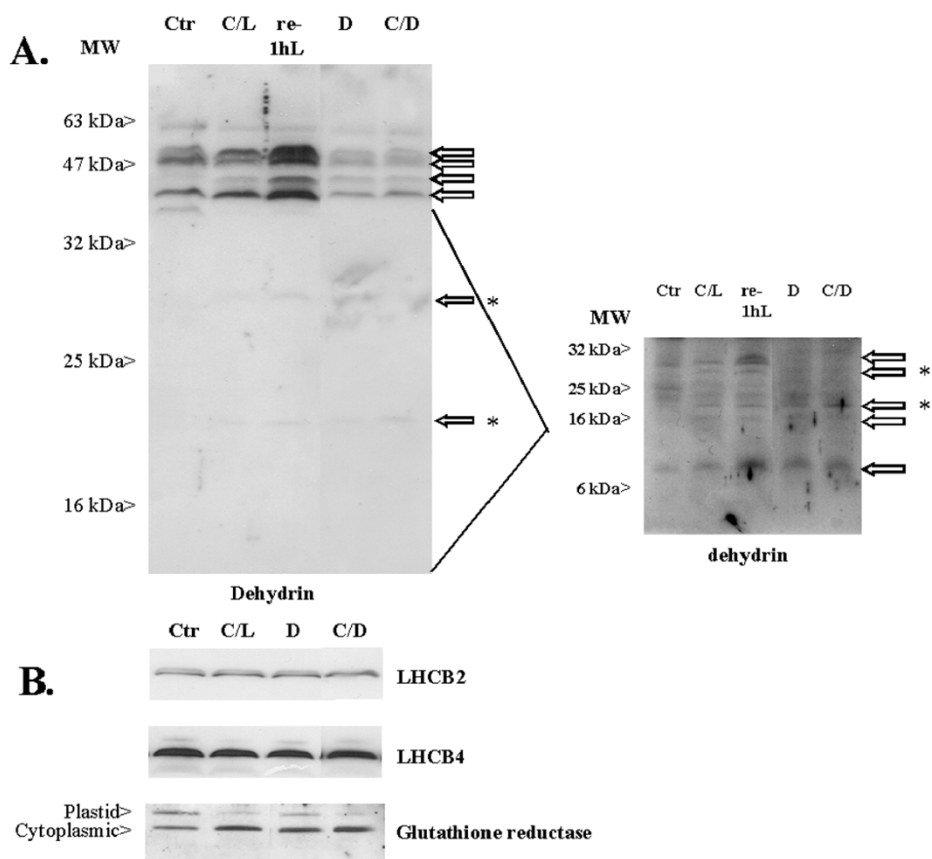 A.
MW
Ctr C/L re-1hL D C/D
63 kDa>
47 kDa>
32 kDa>
*
25 kDa>
*
16 kDa>
Dehydrin
Ctr C/L re-1hL D C/D
MW
32 kDa>
*
25 kDa>
*
16 kDa>
6 kDa>
dehydrin
B.
Ctr C/L D C/D
LHCB2
LHCB4
Plastid>
Cytoplasmic>
Glutathione reductase